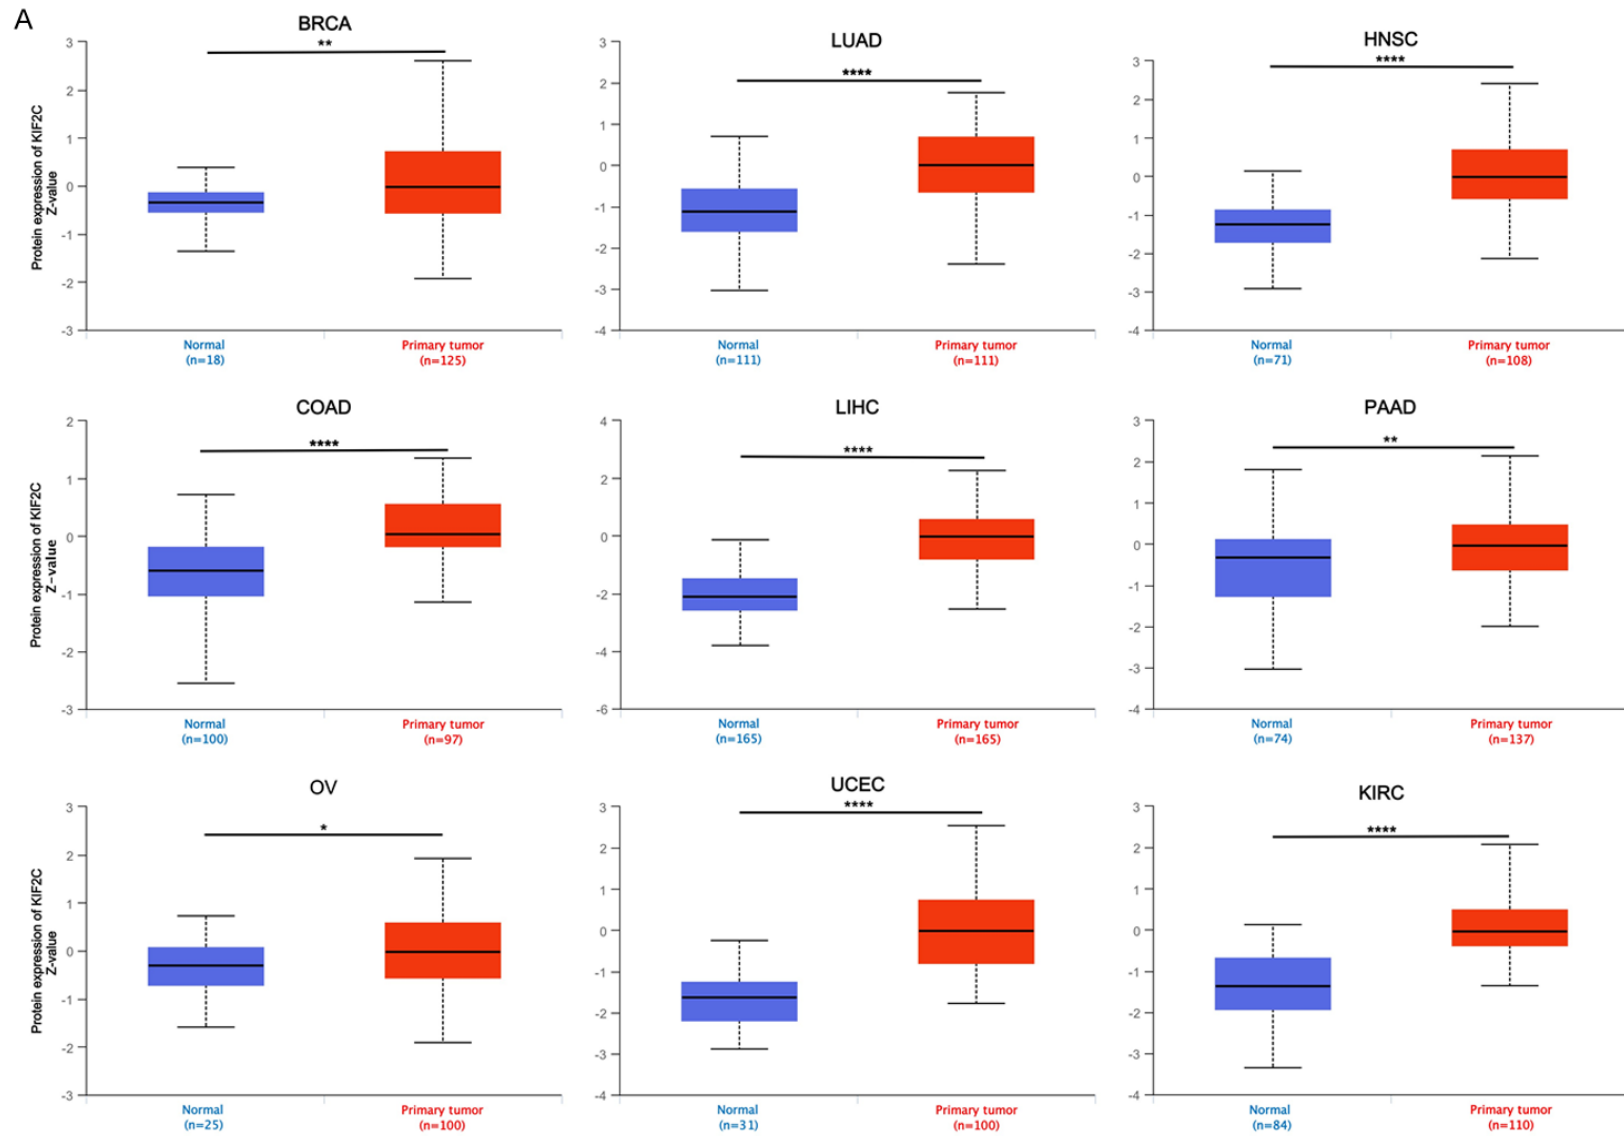 A
BRCA
**
3
2
1
0
-1
-2
-3
Protein expression of KIF2C
Z-value
Normal
(n=18)
Primary tumor
(n=125)
LUAD
****
3
2
1
0
-1
-2
-3
-4
Normal
(n=111)
Primary tumor
(n=111)
HNSC
****
3
2
1
0
-1
-2
-3
-4
Normal
(n=71)
Primary tumor
(n=108)
COAD
****
2
1
0
-1
-2
-3
Protein expression of KIF2C
Z-value
Normal
(n=100)
Primary tumor
(n=97)
LIHC
****
4
2
0
-2
-4
-6
Normal
(n=165)
Primary tumor
(n=165)
PAAD
**
3
2
1
0
-1
-2
-3
-4
Normal
(n=74)
Primary tumor
(n=137)
OV
*
3
2
1
0
-1
-2
-3
Protein expression of KIF2C
Z-value
Normal
(n=25)
Primary tumor
(n=100)
UCEC
****
3
2
1
0
-1
-2
-3
-4
Normal
(n=31)
Primary tumor
(n=100)
KIRC
****
3
2
1
0
-1
-2
-3
-4
Normal
(n=84)
Primary tumor
(n=110)